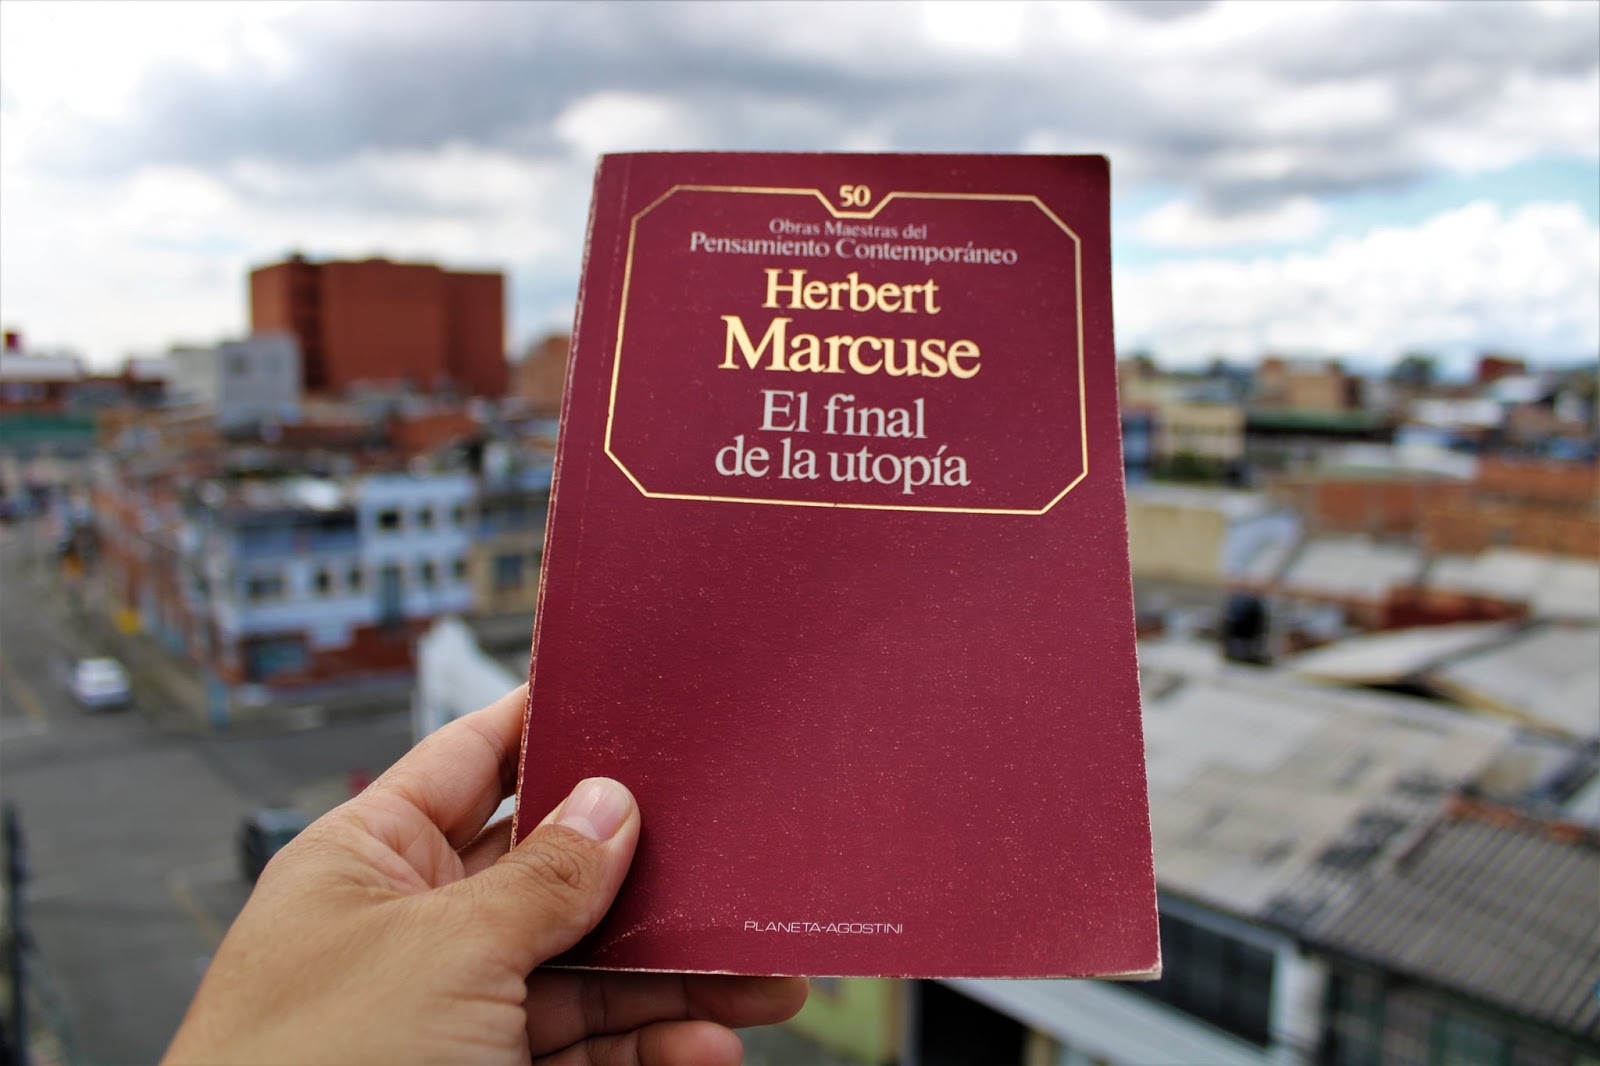 50
Obras Maestras del
Pensamiento Contemporáneo
Herbert
Marcuse
El final
de la utopía
PLANETA-AGOSTINI